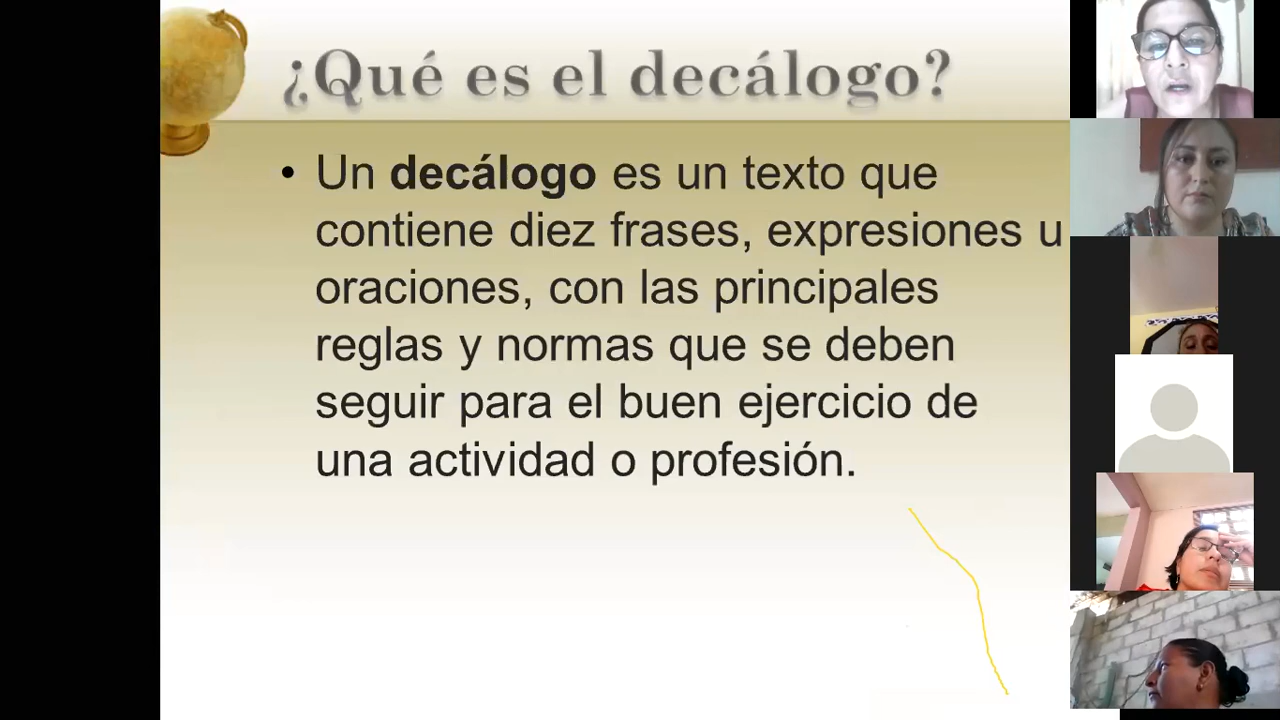 ¿Qué es el decálogo?
• Un decálogo es un texto que
contiene diez frases, expresiones u
oraciones, con las principales
reglas y normas que se deben
seguir para el buen ejercicio de
una actividad o profesión.